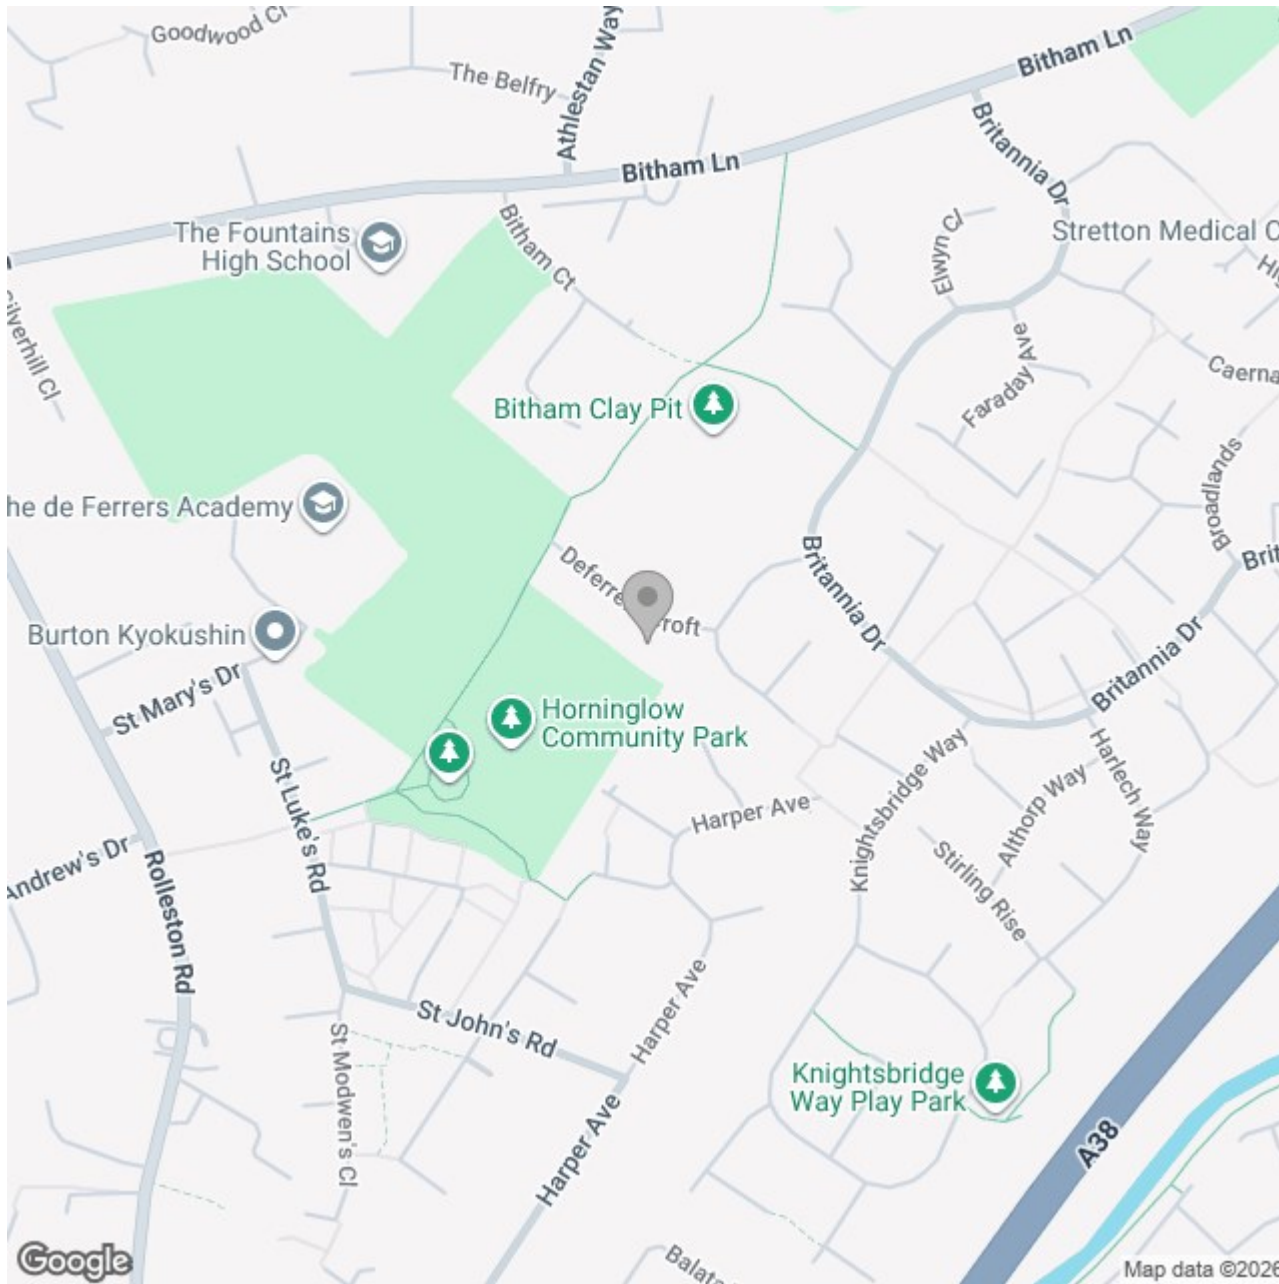 Goodwood Cl
The Belfry
Athlestan Way
Bitham Ln
Bitham Ln
Britannia Dr
The Fountains
High School
Bitham Ct
Elwyn Cl
Stretton Medical C
Silverhill Cl
Faraday Ave
Caerna
Bitham Clay Pit
Broadlands
he de Ferrers Academy
Britannia Dr
Brit
Burton Kyokushin
St Mary's Dr
Britannia Dr
Horninglow
Community Park
St Luke's Rd
Knightsbridge Way
Harlech Way
Althorp Way
Harper Ave
Stirling Rise
Andrew's Dr
Rolleston Rd
Harper Ave
St John's Rd
St Modwen's Cl
Knightsbridge
Way Play Park
Harper Ave
A38
Google
Map data ©2026